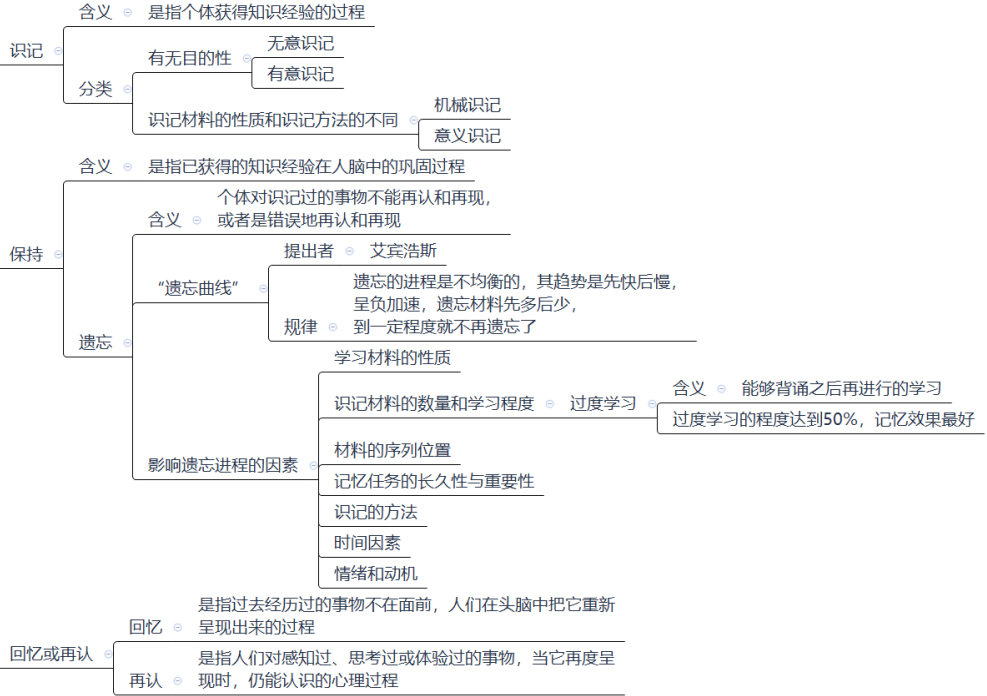 含义 是指个体获得知识经验的过程
识记
无意识记
有无目的性
有意识记
分类
机械识记
识记材料的性质和识记方法的不同
意义识记
含义 是指已获得的知识经验在人脑中的巩固过程
个体对识记过的事物不能再认和再现，
含义 或者是错误地再认和再现
保持
提出者 艾宾浩斯
“遗忘曲线”
遗忘的进程是不均衡的，其趋势是先快后慢，
呈负加速，遗忘材料先多后少，
规律 到一定程度就不再遗忘了
遗忘
学习材料的性质
含义 能够背诵之后再进行的学习
识记材料的数量和学习程度 过度学习
过度学习的程度达到50%，记忆效果最好
材料的序列位置
影响遗忘进程的因素
记忆任务的长久性与重要性
识记的方法
时间因素
情绪和动机
是指过去经历过的事物不在面前，人们在头脑中把它重新
回忆 呈现出来的过程
回忆或再认
是指人们对感知过、思考过或体验过的事物，当它再度呈
再认 现时，仍能认识的心理过程